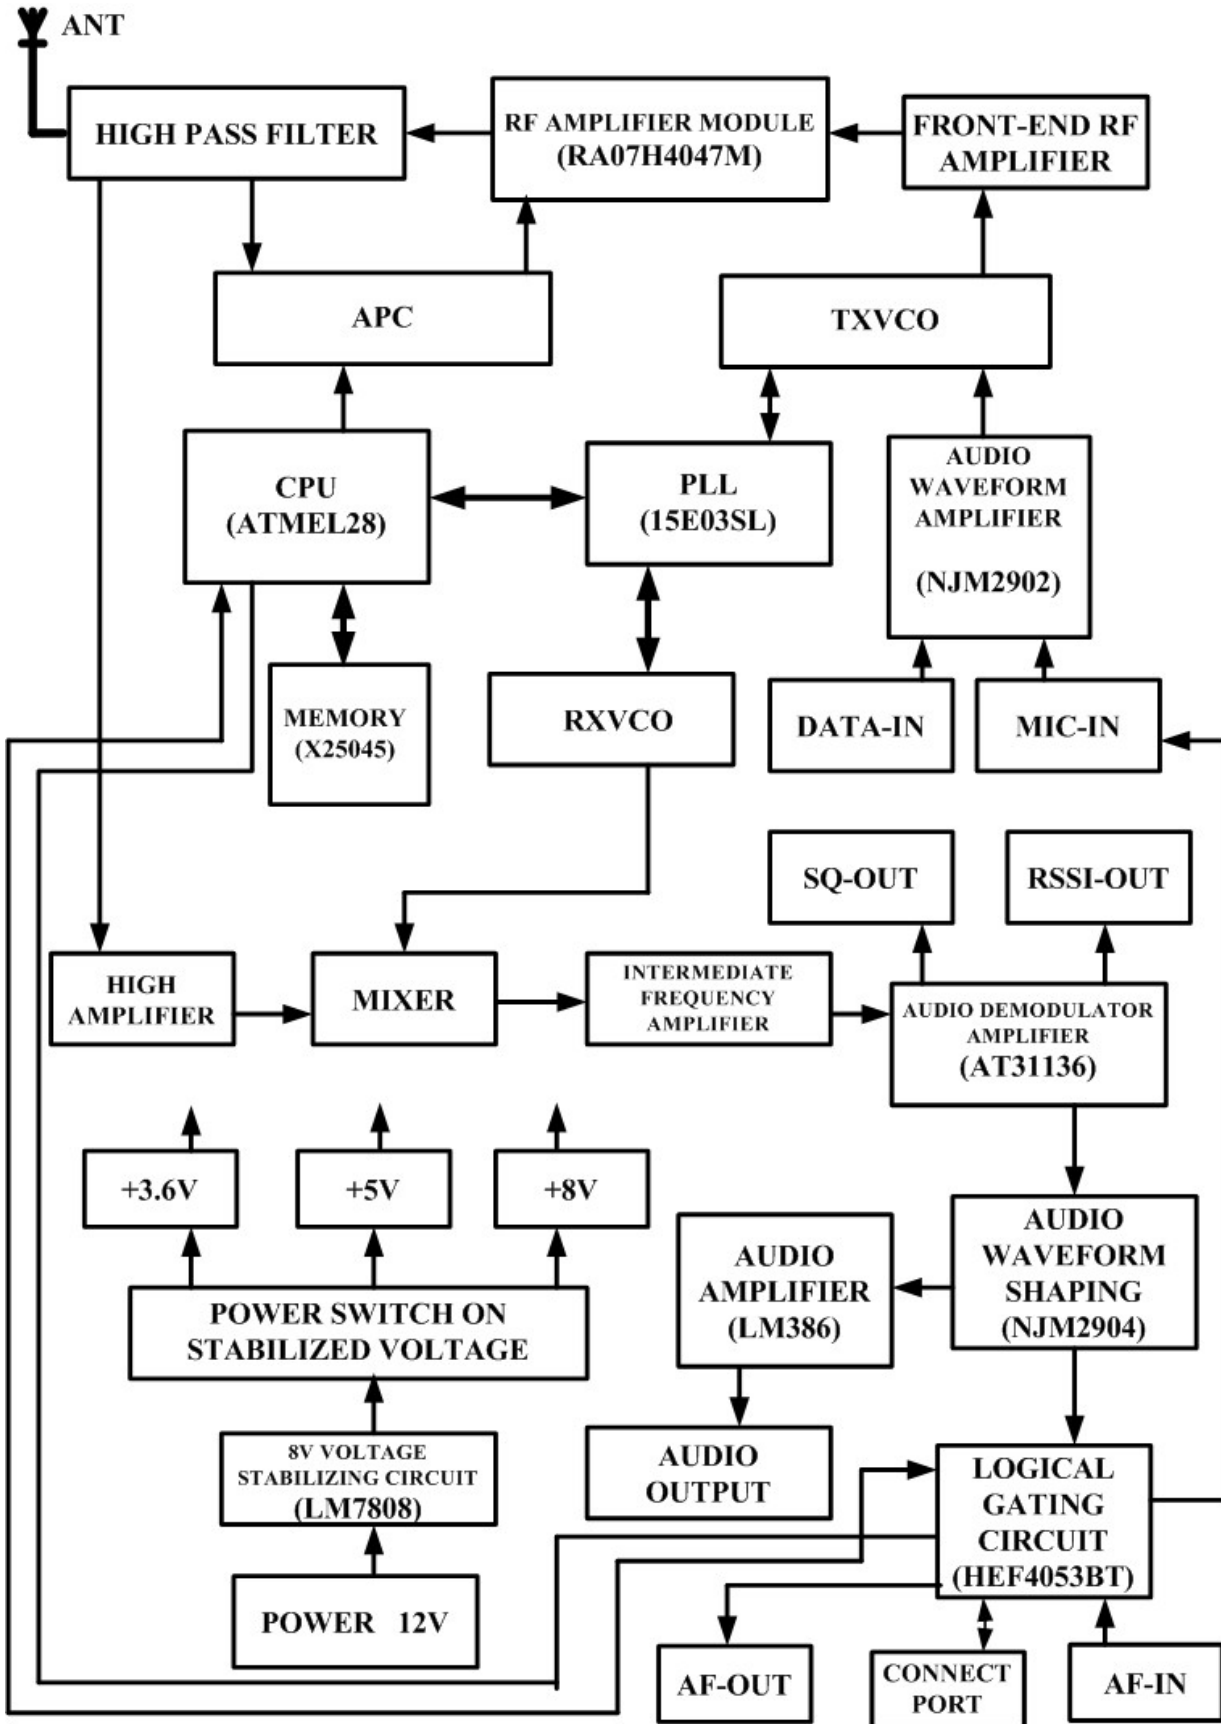 ANT
HIGH PASS FILTER
RF AMPLIFIER MODULE
(RA07H4047M)
FRONT-END RF
AMPLIFIER
APC
TXVCO
CPU
(ATMEL28)
PLL
(15E03SL)
AUDIO
WAVEFORM
AMPLIFIER
(NJM2902)
MEMORY
(X25045)
RXVCO
DATA-IN
MIC-IN
SQ-OUT
RSSI-OUT
HIGH
AMPLIFIER
MIXER
INTERMEDIATE
FREQUENCY
AMPLIFIER
AUDIO DEMODULATOR
AMPLIFIER
(AT31136)
+3.6V
+5V
+8V
AUDIO
AMPLIFIER
(LM386)
AUDIO
WAVEFORM
SHAPING
(NJM2904)
POWER SWITCH ON
STABILIZED VOLTAGE
8V VOLTAGE
STABILIZING CIRCUIT
(LM7808)
AUDIO
OUTPUT
LOGICAL
GATING
CIRCUIT
(HEF4053BT)
POWER 12V
AF-OUT
CONNECT
PORT
AF-IN